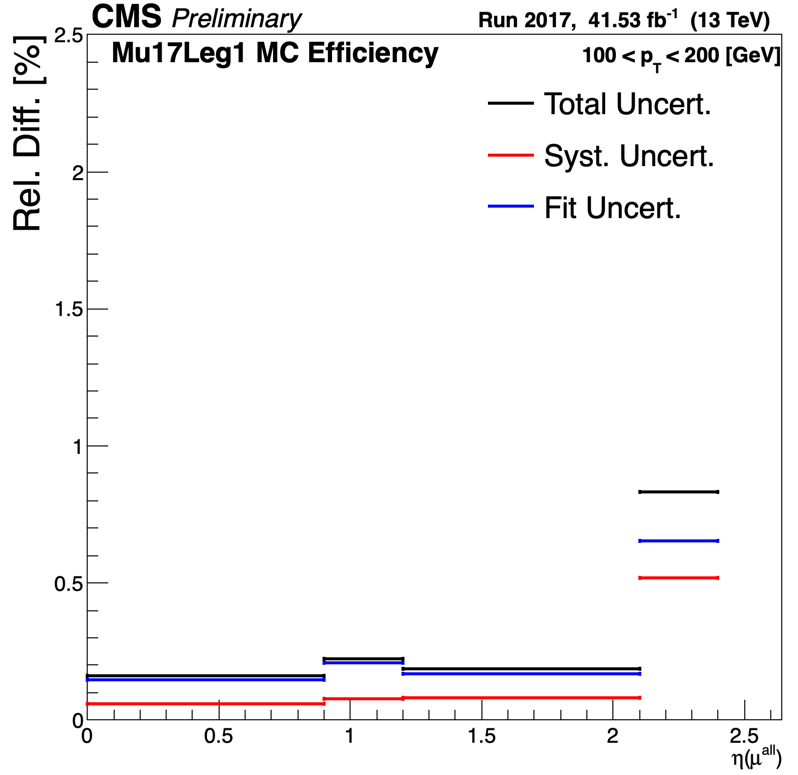 CMS Preliminary
Run 2017, 41.53 fb⁻¹ (13 TeV)
Mu17Leg1 MC Efficiency
100 < p_T < 200 [GeV]
Total Uncert.
Syst. Uncert.
Fit Uncert.
Rel. Diff. [%]
2.5
2
1.5
1
0.5
0
0 0.5 1 1.5 2 2.5
η(μ^all)